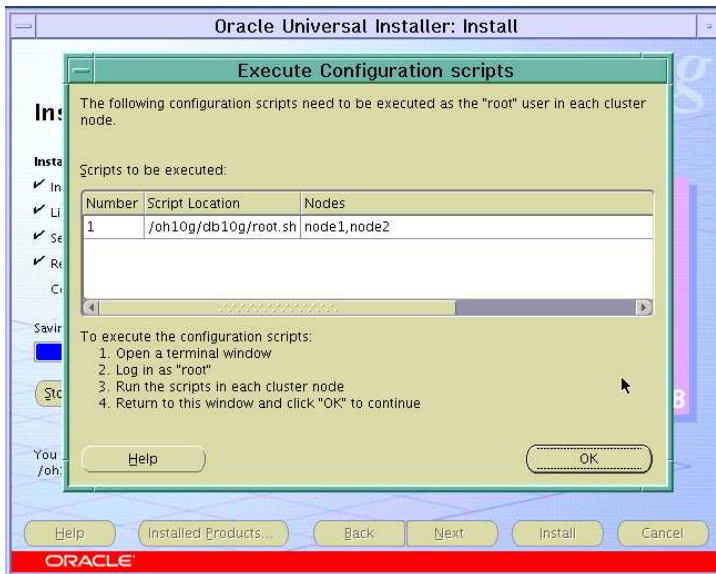 Oracle Universal Installer: Install
Execute Configuration scripts
The following configuration scripts need to be executed as the "root" user in each cluster
node.
Scripts to be executed:
Number Script Location Nodes
1 /oh10g/db10g/root.sh node1,node2
To execute the configuration scripts:
1. Open a terminal window
2. Log in as "root"
3. Run the scripts in each cluster node
4. Return to this window and click "OK" to continue
Help OK
You
/oh
Help Installed Products... Back Next Install Cancel
ORACLE